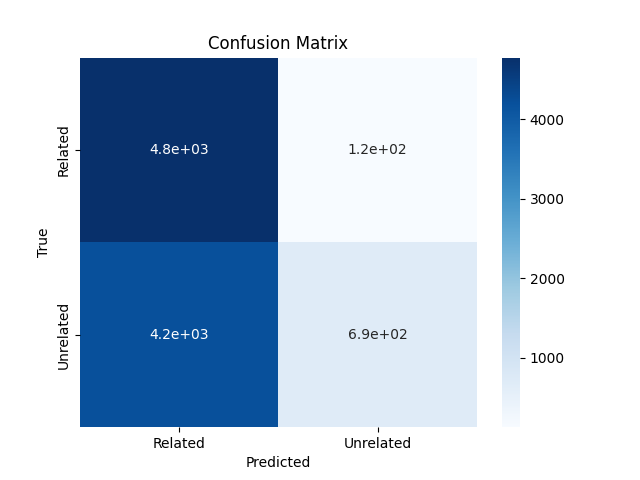 Confusion Matrix
Related
4.8e+03
1.2e+02
True
Unrelated
4.2e+03
6.9e+02
Related
Unrelated
Predicted
4000
3000
2000
1000